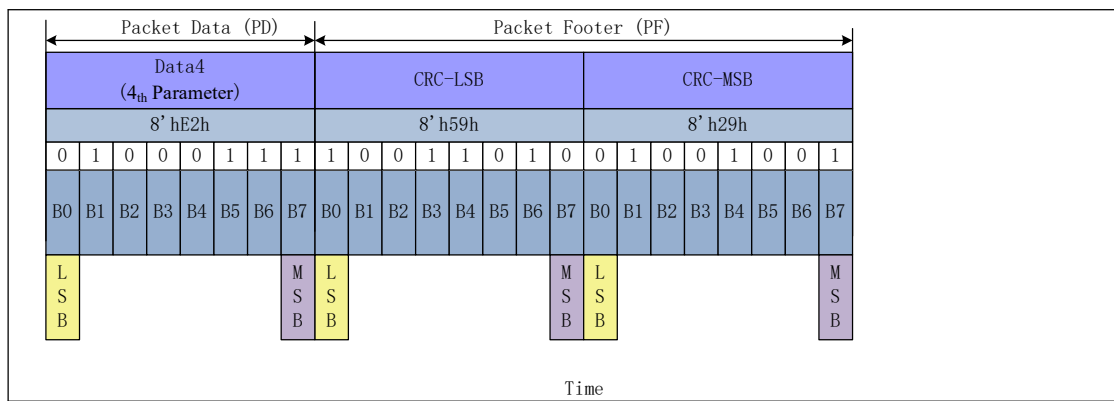 Packet Data (PD) Packet Footer (PF)
Data4 CRC-LSB CRC-MSB
(4th Parameter)
8' hE2h 8' h59h 8' h29h
0 1 0 0 0 1 1 1 1 0 0 1 1 0 1 0 0 1 0 0 1 0 0 1
B0 B1 B2 B3 B4 B5 B6 B7 B0 B1 B2 B3 B4 B5 B6 B7 B0 B1 B2 B3 B4 B5 B6 B7
L M L M L M
S S S S S S
B B B B B B
Time